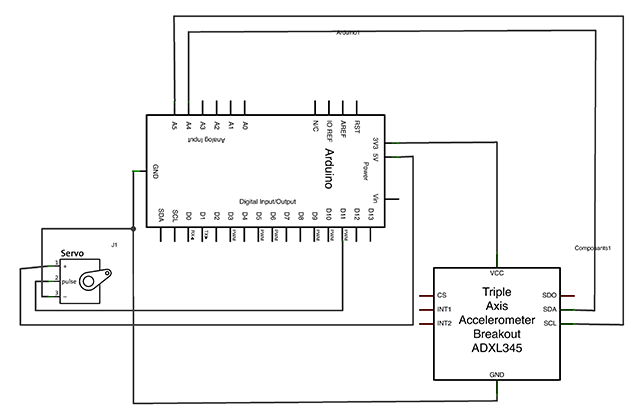 Arduino1
A5 A4 A3 A2 A1 A0 N/C IO REF AREF RST
Analog Input
3V3
5V
Power
Arduino
GND
Vin
Digital Input/Output
SDA SCL D0 D1 D2 D3 D4 D5 D6 D7 D8 D9 D10 D11 D12 D13
RX◄ TX► PWM PWM PWM PWM PWM PWM
J1
Servo
1 +
2 pulse
3 −
Componants1
VCC
Triple
Axis
Accelerometer
Breakout
ADXL345
CS
INT1
INT2
SDO
SDA
SCL
GND